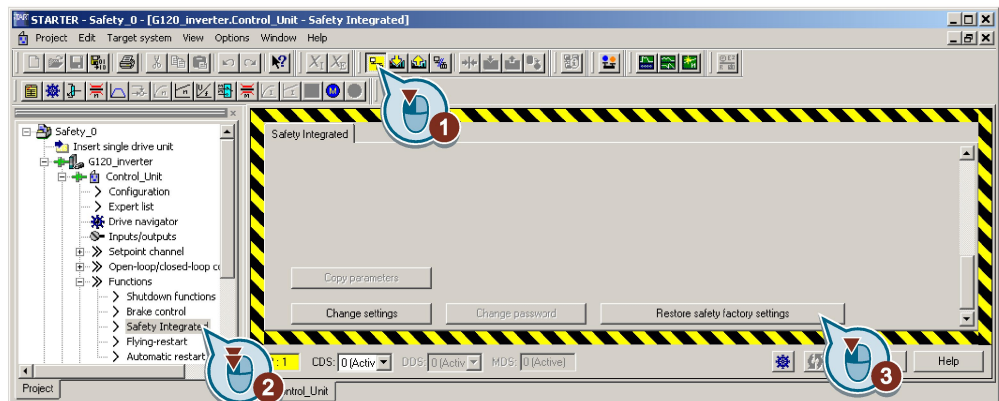 STARTER - Safety_0 - [G120_inverter.Control_Unit - Safety Integrated]
Project Edit Target system View Options Window Help
1
Safety_0
Insert single drive unit
G120_inverter
Control_Unit
Configuration
Expert list
Drive navigator
Inputs/outputs
Setpoint channel
Open-loop/closed-loop
Functions
Shutdown functions
Brake control
Safety Integrated
Flying-restart
Automatic restart
Project
2
Safety Integrated
Copy parameters
Change settings Change password Restore safety factory settings
: 1 CDS: 0 (Activ DDS: 0 (Activ MDS: 0 (Active) Help
3
ontrol_Unit